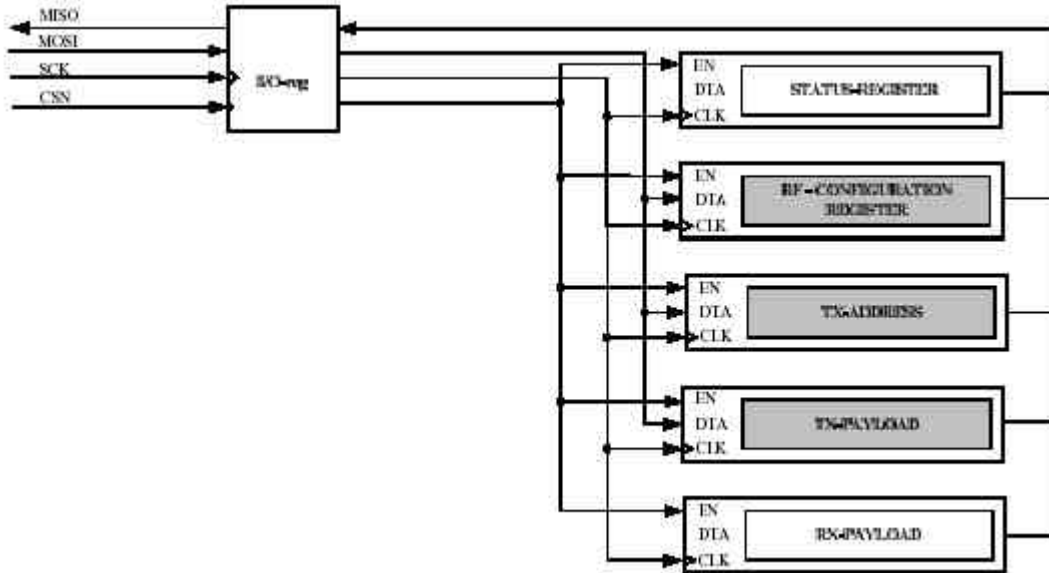 MISO
MOSI
SCK
CSN
I/O-reg
EN
DTA
CLK
STATUS-REGISTER
EN
DTA
CLK
RF - CONFIGURATION
REGISTER
EN
DTA
CLK
TX-ADDRESS
EN
DTA
CLK
TX-PAYLOAD
EN
DTA
CLK
RX-PAYLOAD